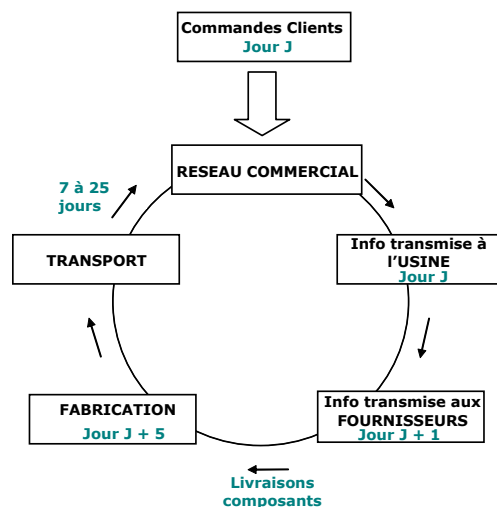 Commandes Clients
Jour J
RESEAU COMMERCIAL
7 à 25
jours
TRANSPORT
Info transmise à
l'USINE
Jour J
FABRICATION
Jour J + 5
Info transmise aux
FOURNISSEURS
Jour J + 1
Livraisons
composants